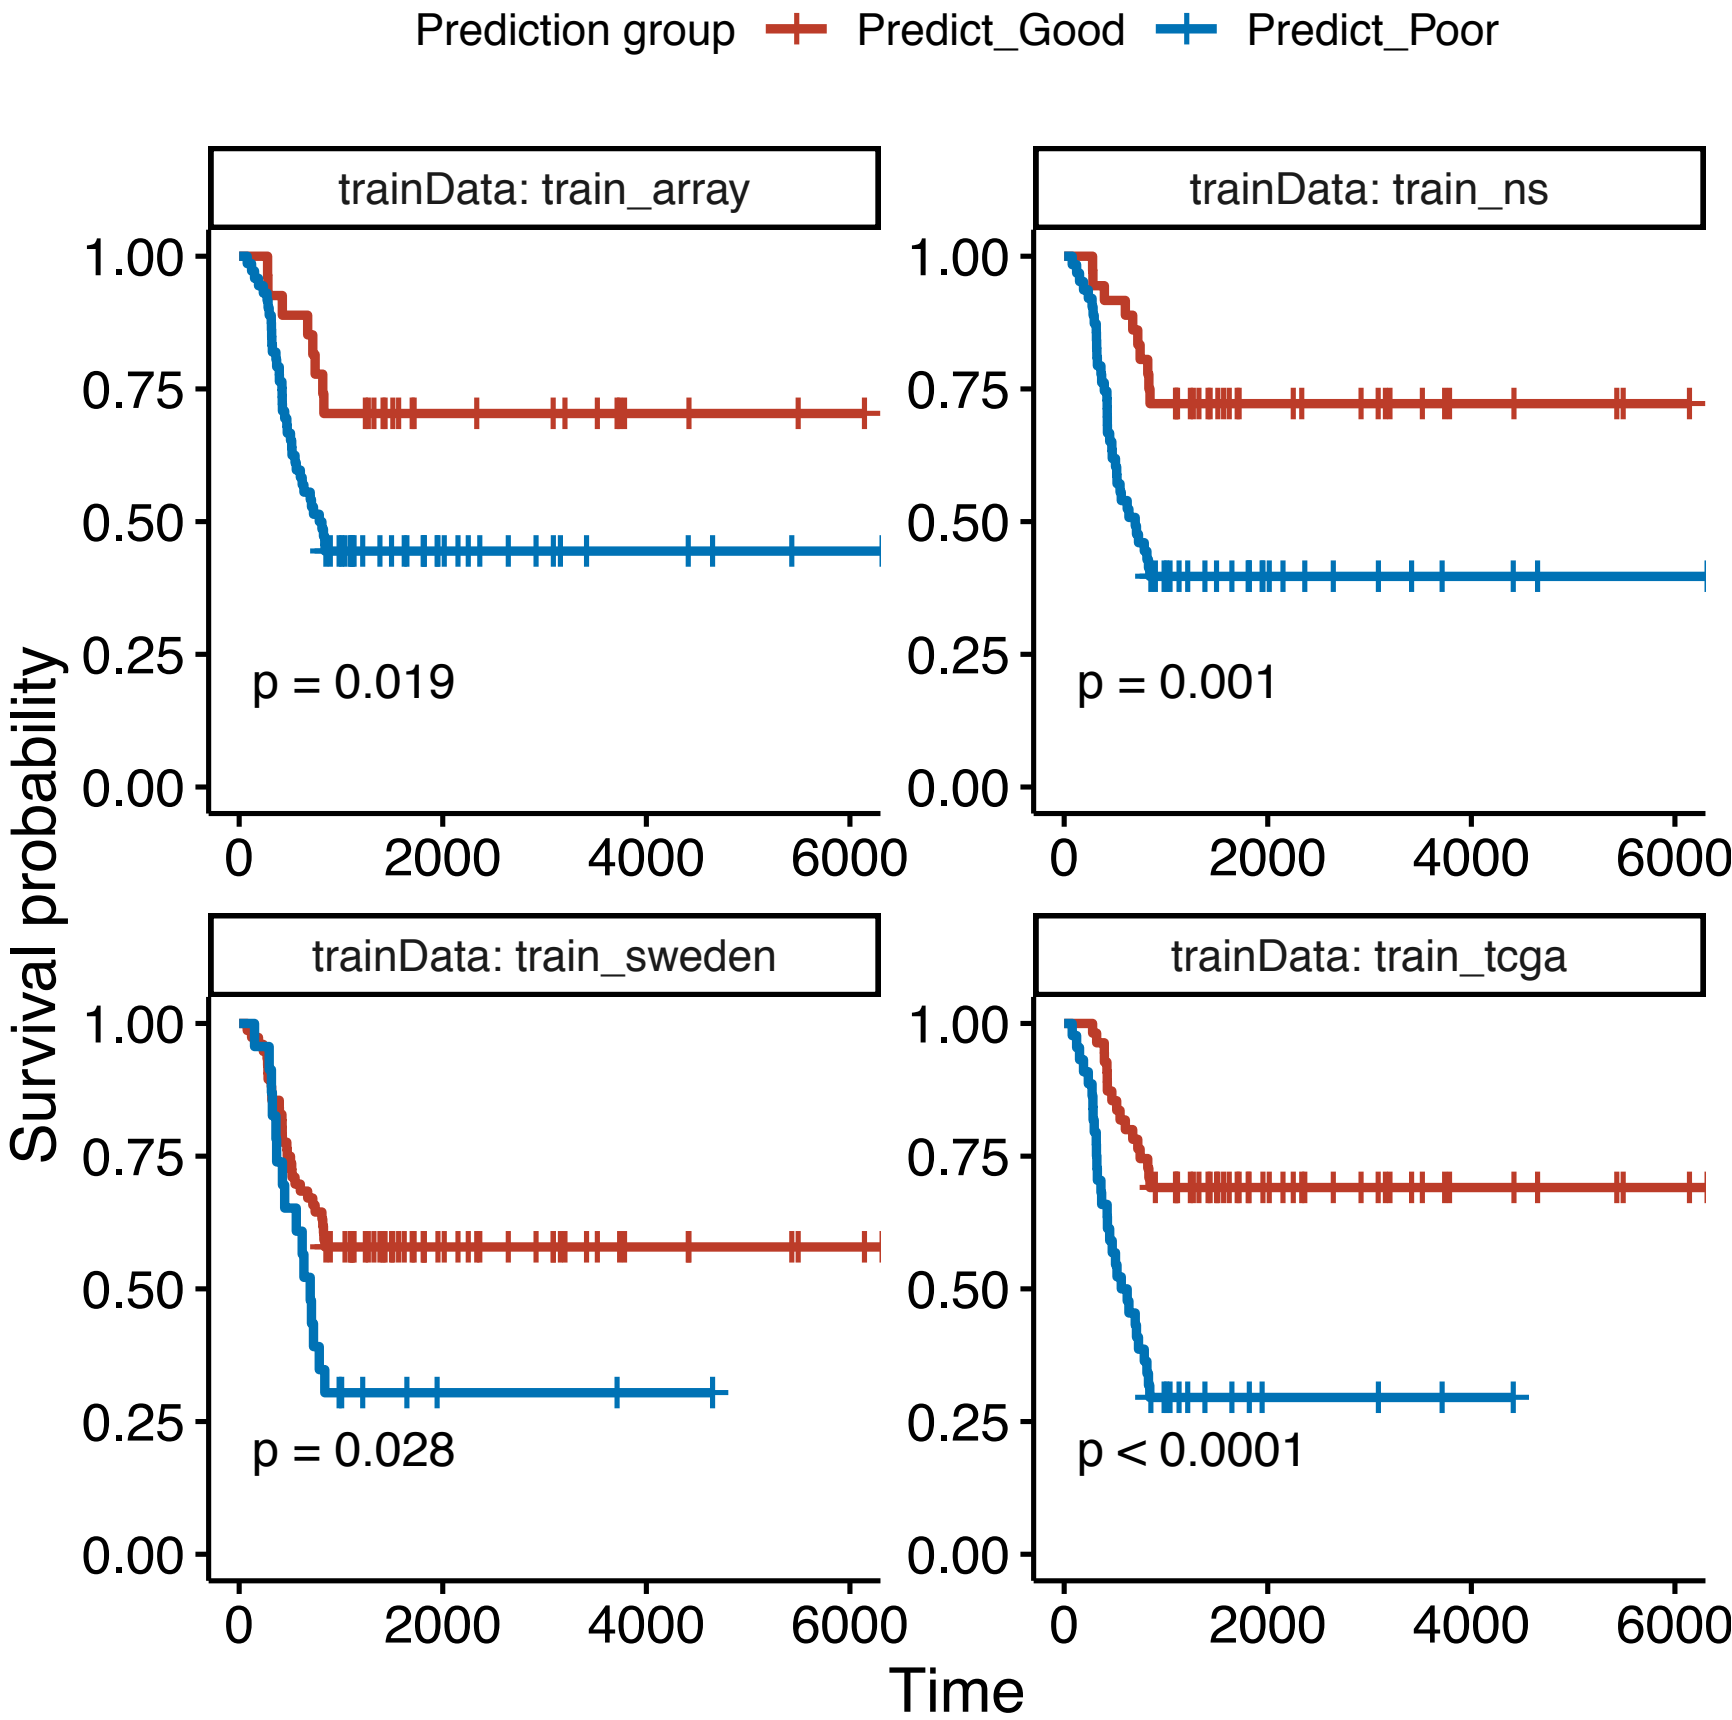 Prediction group Predict_Good Predict_Poor
trainData: train_array
1.00
0.75
0.50
0.25
0.00
p = 0.019
0 2000 4000 6000
trainData: train_ns
1.00
0.75
0.50
0.25
0.00
p = 0.001
0 2000 4000 6000
Survival probability
trainData: train_sweden
1.00
0.75
0.50
0.25
0.00
p = 0.028
0 2000 4000 6000
trainData: train_tcga
1.00
0.75
0.50
0.25
0.00
p < 0.0001
0 2000 4000 6000
Time